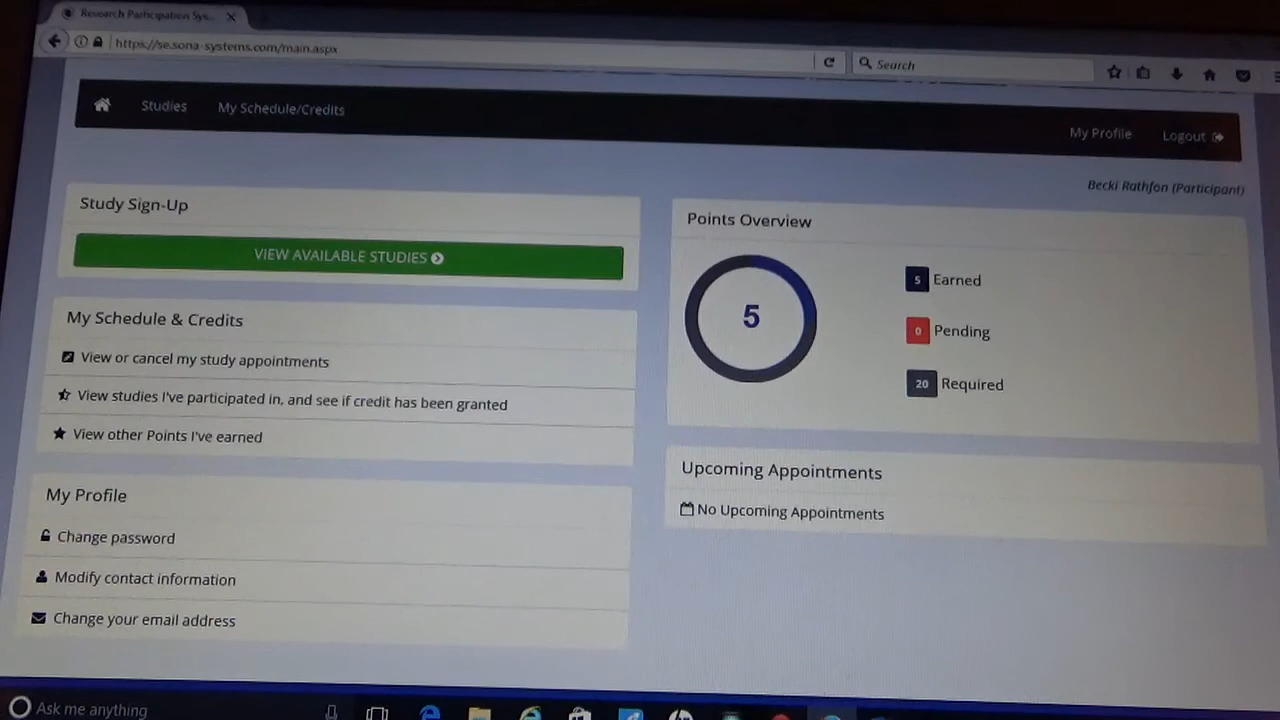 Research Participation Sys...
https://se.sona-systems.com/main.aspx
Search
Studies
My Schedule/Credits
My Profile
Logout
Becki Rathfon (Participant)
Study Sign-Up
VIEW AVAILABLE STUDIES
My Schedule & Credits
View or cancel my study appointments
View studies I've participated in, and see if credit has been granted
View other Points I've earned
My Profile
Change password
Modify contact information
Change your email address
Points Overview
5
5 Earned
0 Pending
20 Required
Upcoming Appointments
No Upcoming Appointments
Ask me anything